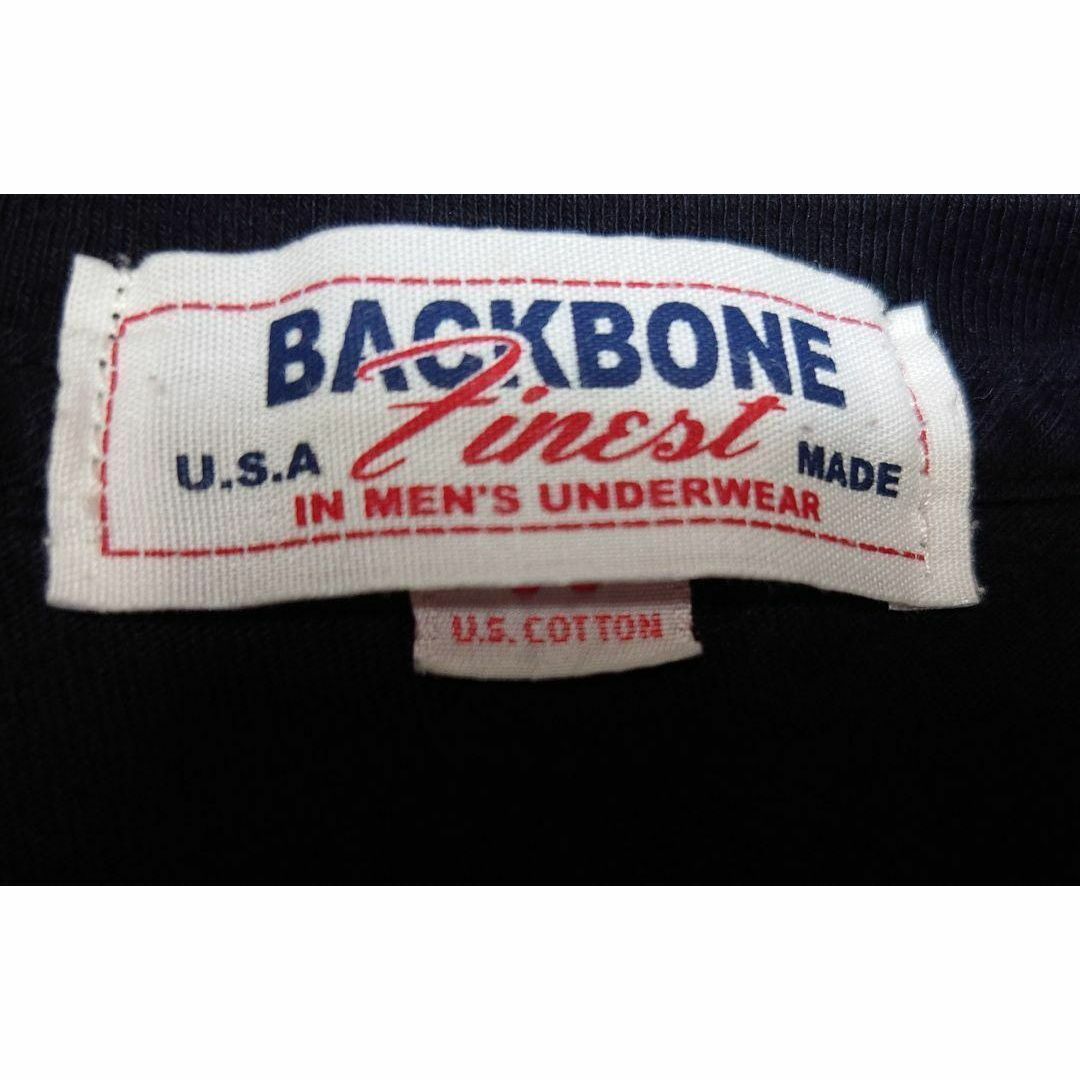 BACKBONE
Finest
U.S.A MADE
IN MEN'S UNDERWEAR
U.S. COTTON